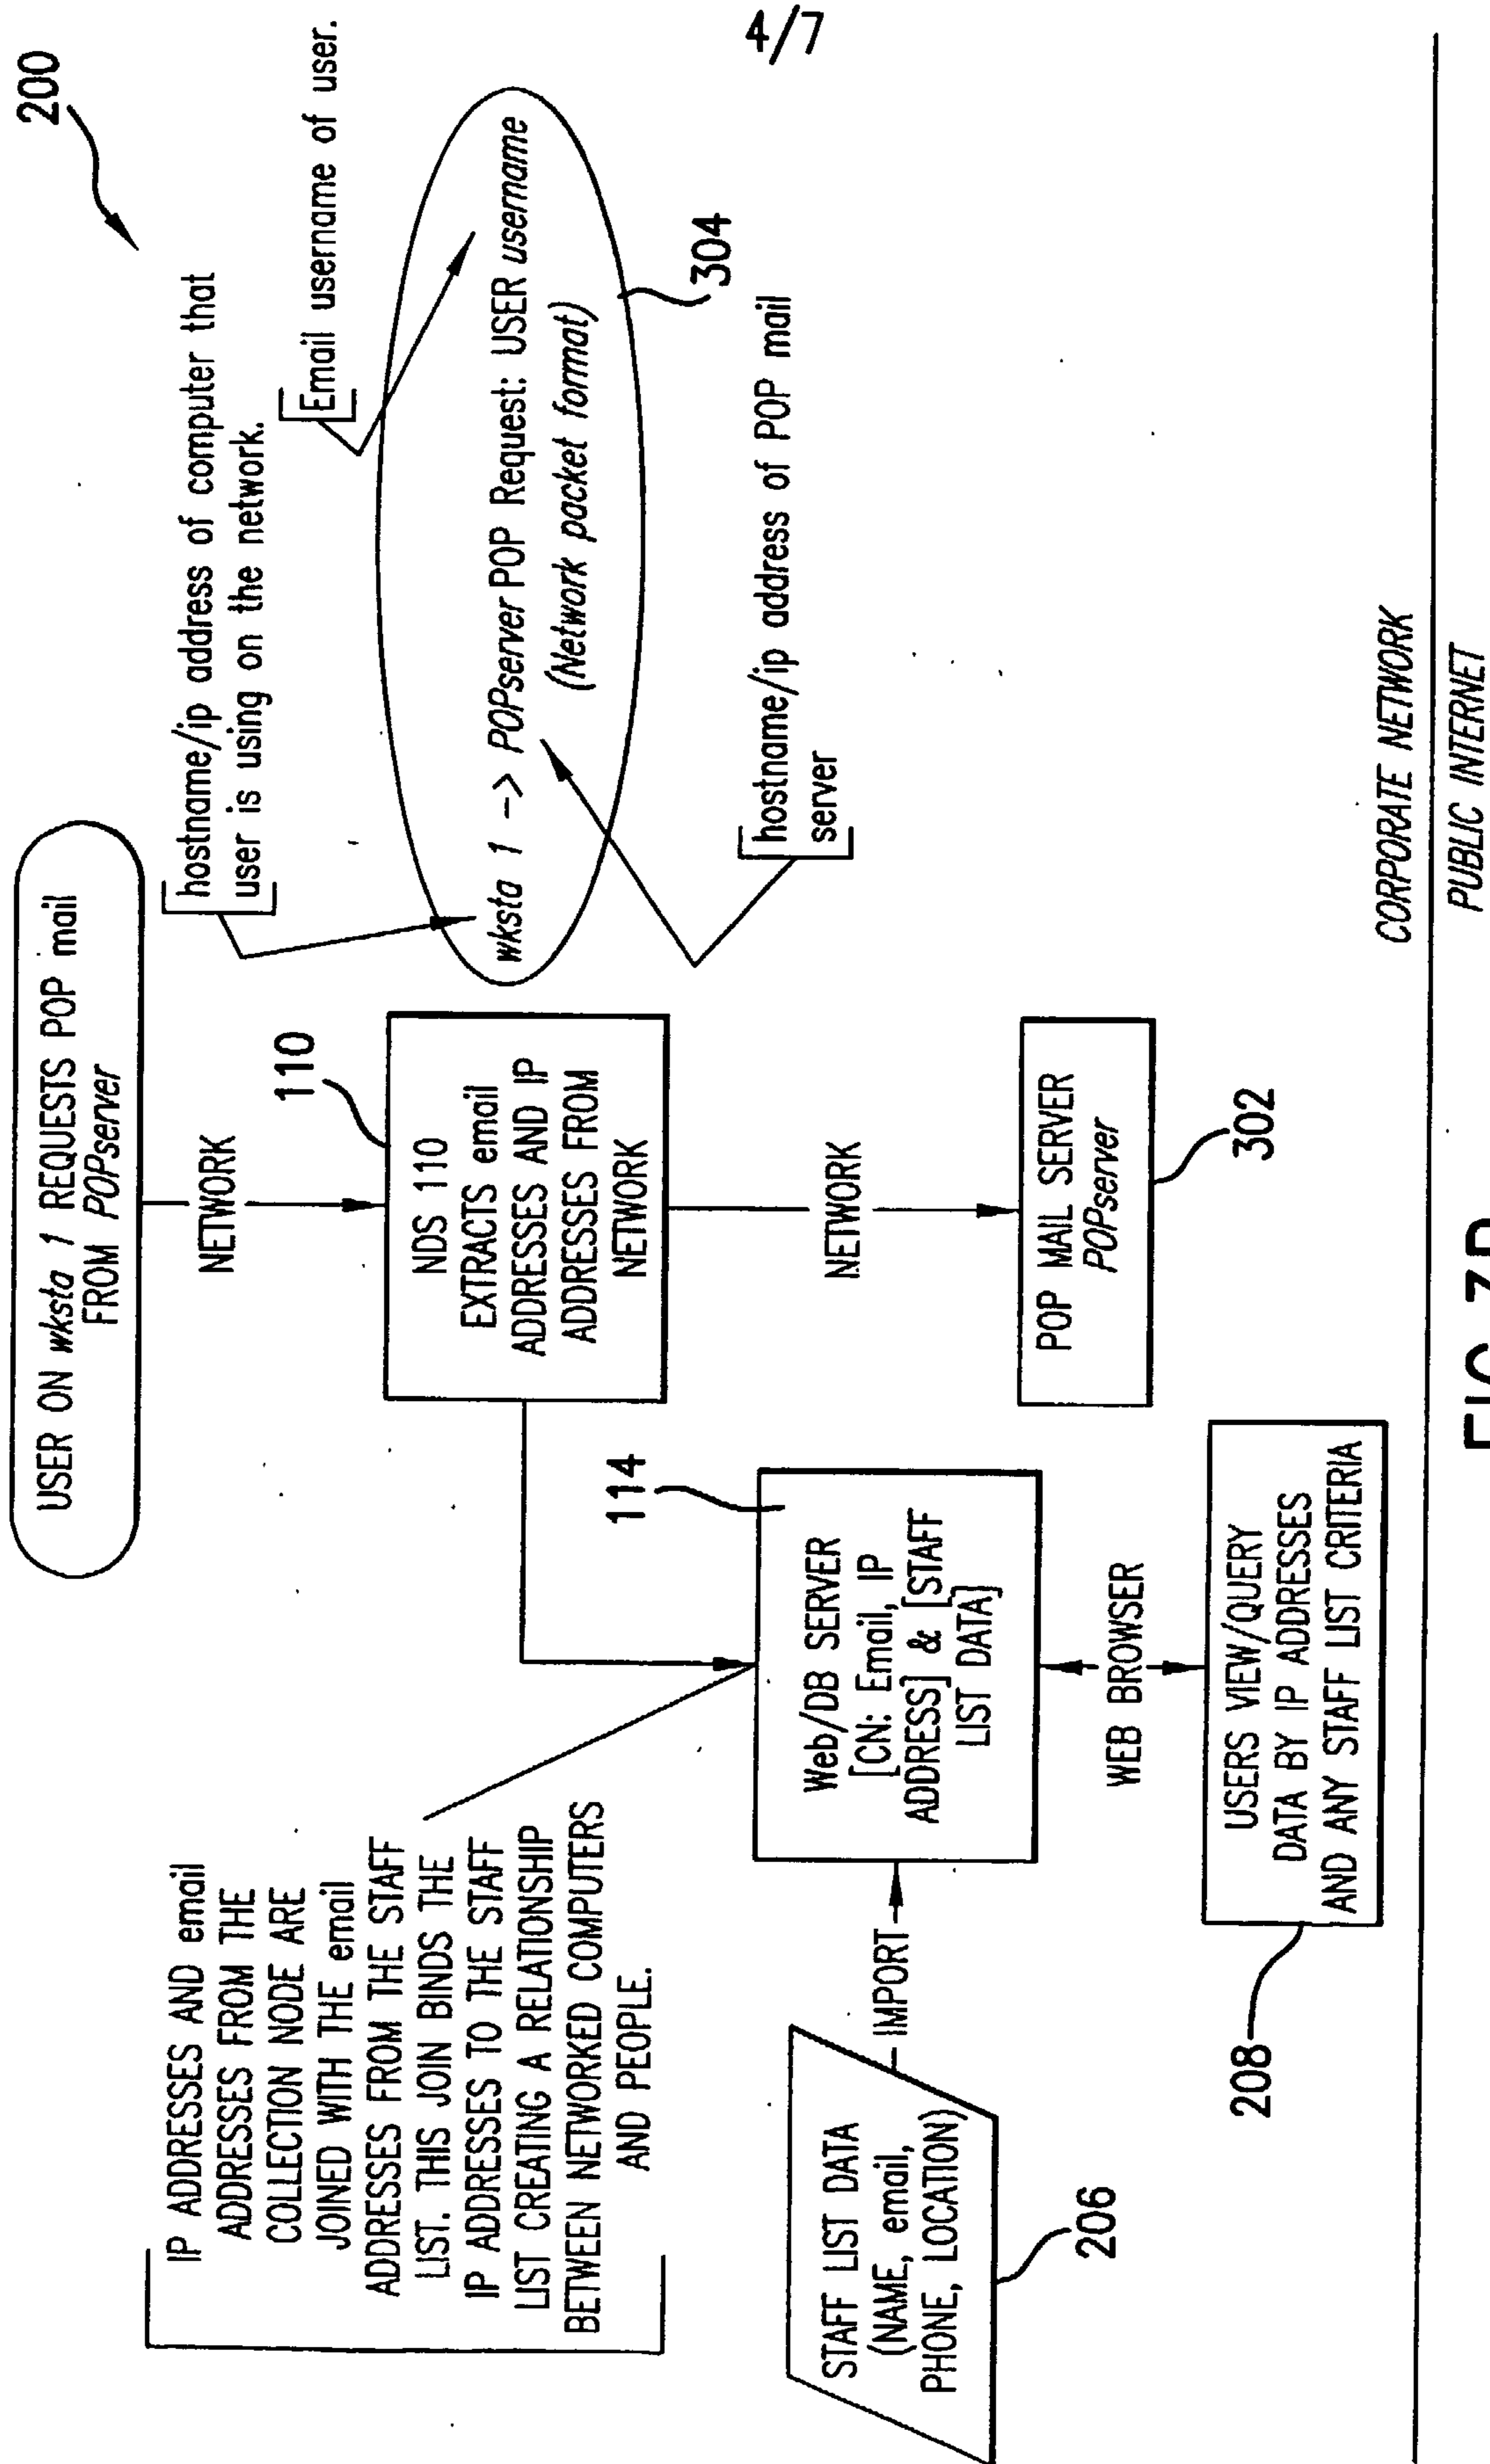 4/7
200
USER ON wksta 1 REQUESTS POP mail
FROM POPserver
NETWORK
110
NDS 110
EXTRACTS email
ADDRESSES AND IP
ADDRESSES FROM
NETWORK
NETWORK
POP MAIL SERVER
POPserver
302
hostname/ip address of computer that
user is using on the network.
Email username of user.
wksta 1 -> POPserver POP Request: USER username
(Network packet format)
304
hostname/ip address of POP mail
server
IP ADDRESSES AND email
ADDRESSES FROM THE
COLLECTION NODE ARE
JOINED WITH THE email
ADDRESSES FROM THE STAFF
LIST. THIS JOIN BINDS THE
IP ADDRESSES TO THE STAFF
LIST CREATING A RELATIONSHIP
BETWEEN NETWORKED COMPUTERS
AND PEOPLE.
114
Web/DB SERVER
[CN: Email, IP
ADDRESS] & [STAFF
LIST DATA]
STAFF LIST DATA
(NAME, email,
PHONE, LOCATION)
206
IMPORT
WEB BROWSER
USERS VIEW/QUERY
DATA BY IP ADDRESSES
AND ANY STAFF LIST CRITERIA
208
CORPORATE NETWORK
PUBLIC INTERNET